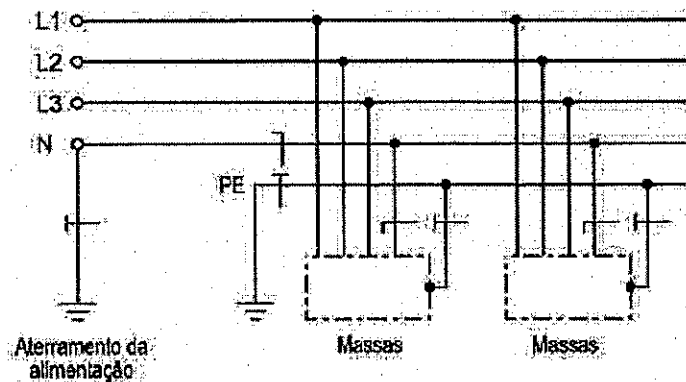 L1
L2
L3
N
PE
Aterramento da
alimentação
Massas
Massas